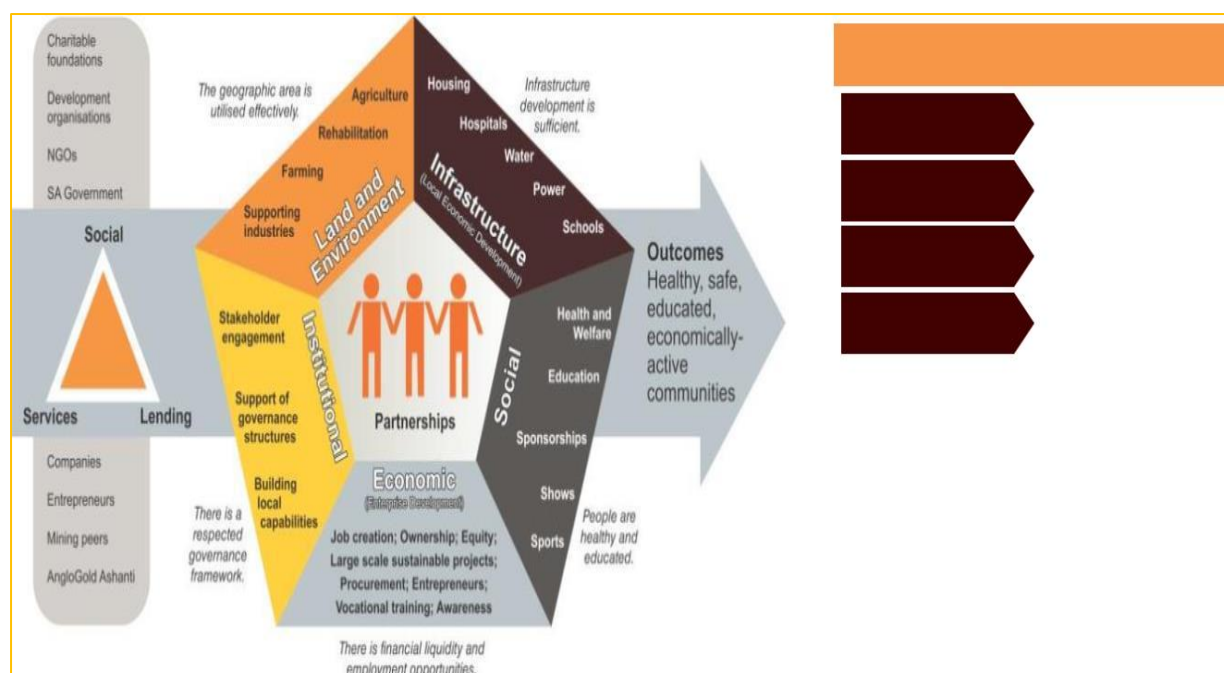 Charitable
foundations
Development
organisations
NGOs
SA Government
Social
Services
Lending
Companies
Entrepreneurs
Mining peers
AngloGold Ashanti
The geographic area is
utilised effectively.
Agriculture
Rehabilitation
Farming
Supporting
industries
Land and
Environment
Infrastructure
development is
sufficient.
Housing
Hospitals
Water
Power
Schools
Infrastructure
(Local Economic Development)
Stakeholder
engagement
Support of
governance
structures
Building
local
capabilities
Institutional
There is a
respected
governance
framework.
Partnerships
Health and
Welfare
Education
Sponsorships
Shows
Sports
Social
People are
healthy and
educated.
Economic
(Enterprise Development)
Job creation; Ownership; Equity;
Large scale sustainable projects;
Procurement; Entrepreneurs;
Vocational training; Awareness
There is financial liquidity and
employment opportunities.
Outcomes
Healthy, safe,
educated,
economically-
active
communities